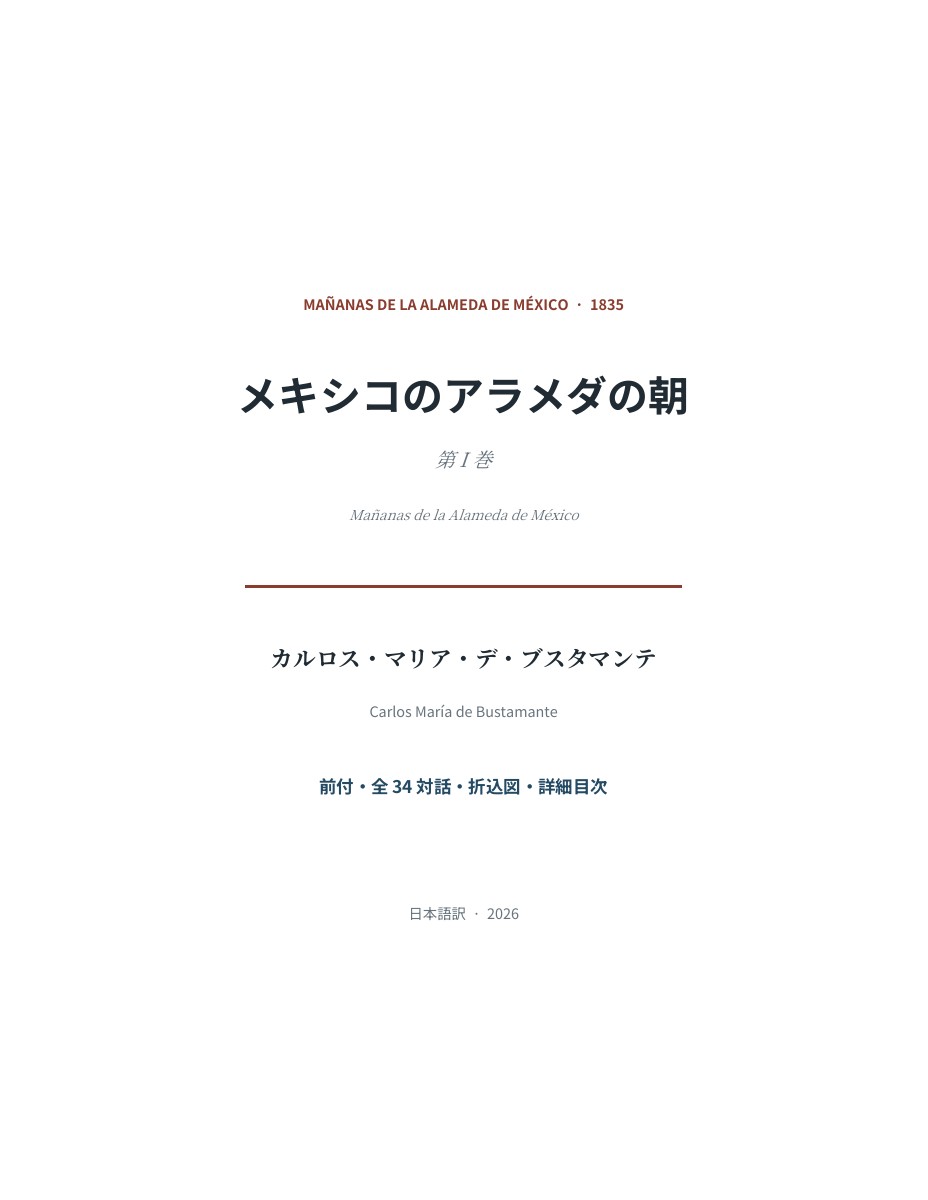 MAÑANAS DE LA ALAMEDA DE MÉXICO · 1835
メキシコのアラメダの朝
第 I 巻
Mañanas de la Alameda de México
カルロス・マリア・デ・ブスタマンテ
Carlos María de Bustamante
前付・全 34 対話・折込図・詳細目次
日本語訳 · 2026